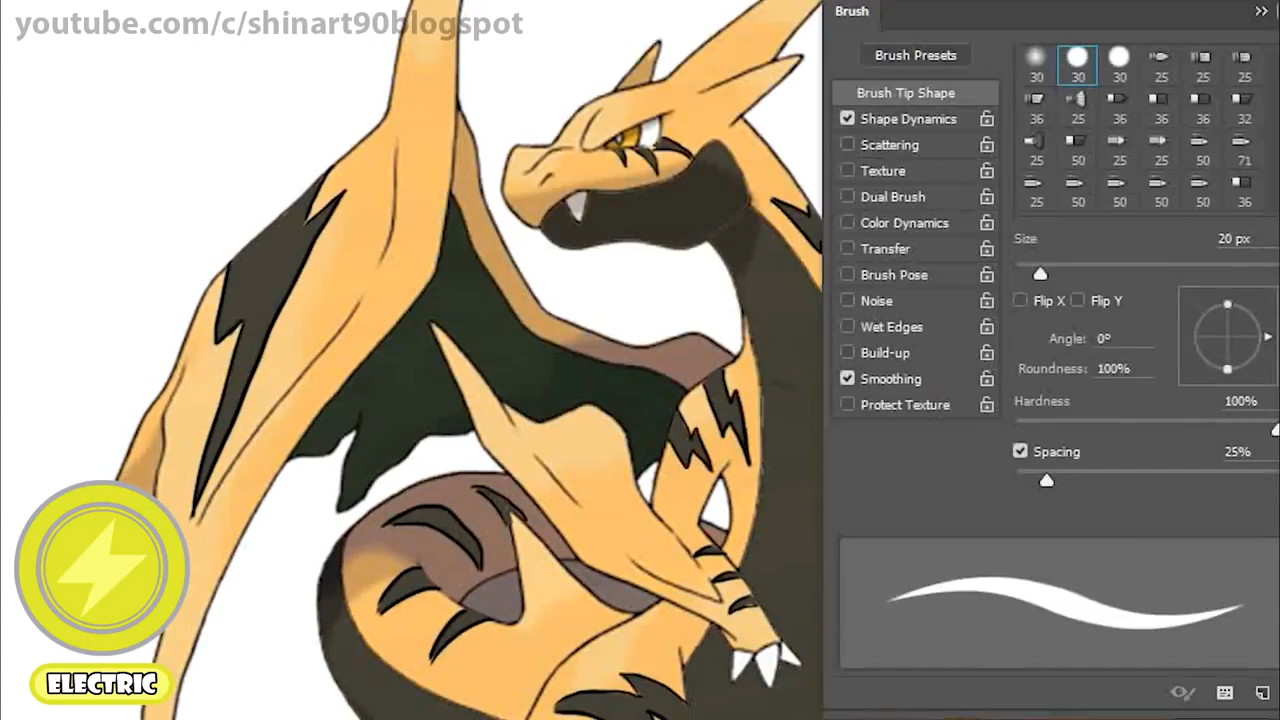 youtube.com/c/shinart90blogspot
Brush
Brush Presets
Brush Tip Shape
Shape Dynamics
Scattering
Texture
Dual Brush
Color Dynamics
Transfer
Brush Pose
Noise
Wet Edges
Build-up
Smoothing
Protect Texture
30 30 30 25 25 25
36 25 36 36 36 32
25 50 25 25 50 71
25 50 50 50 50 36
Size 20 px
Flip X Flip Y
Angle: 0º
Roundness: 100%
Hardness 100%
Spacing 25%
ELECTRIC